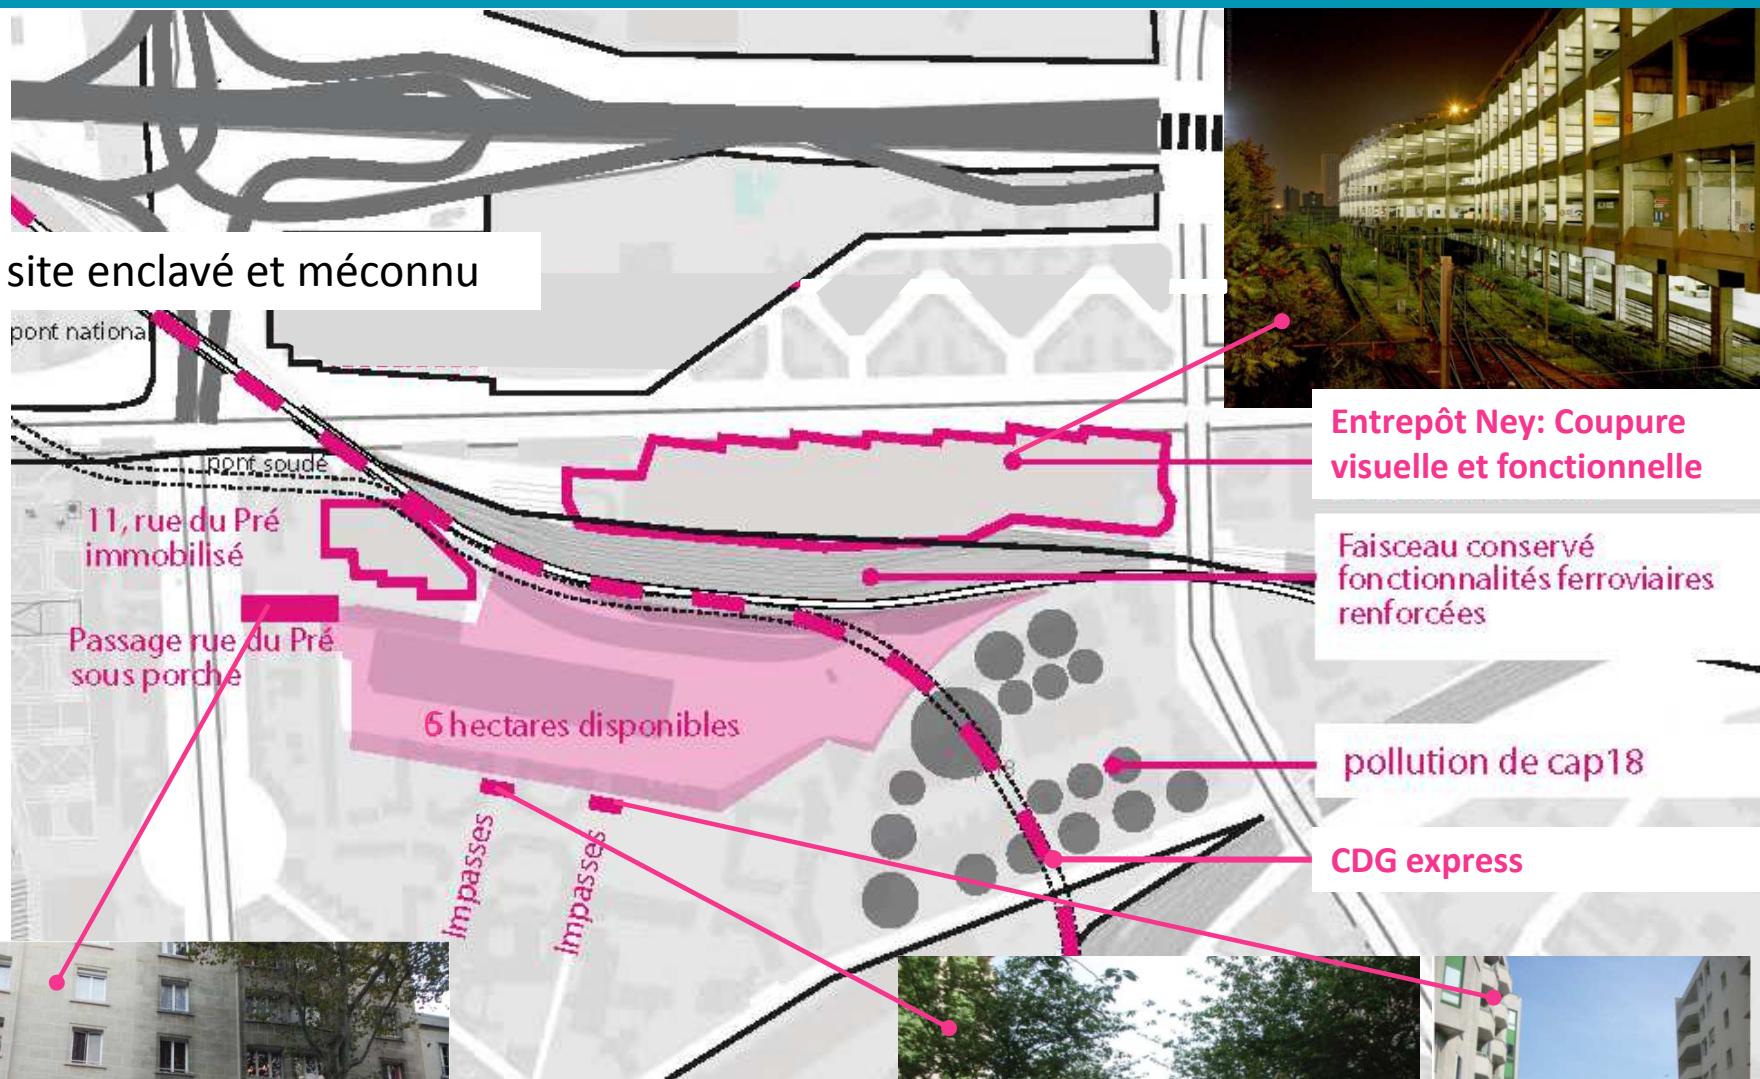 site enclavé et méconnu
pont national
pont soudé
Entrepôt Ney: Coupure
visuelle et fonctionnelle
11, rue du Pré
immobilisé
Faisceau conservé
fonctionnalités ferroviaires
renforcées
Passage rue du Pré
sous porche
hectares disponibles
pollution de cap18
CDG express
Impasses
Impasses